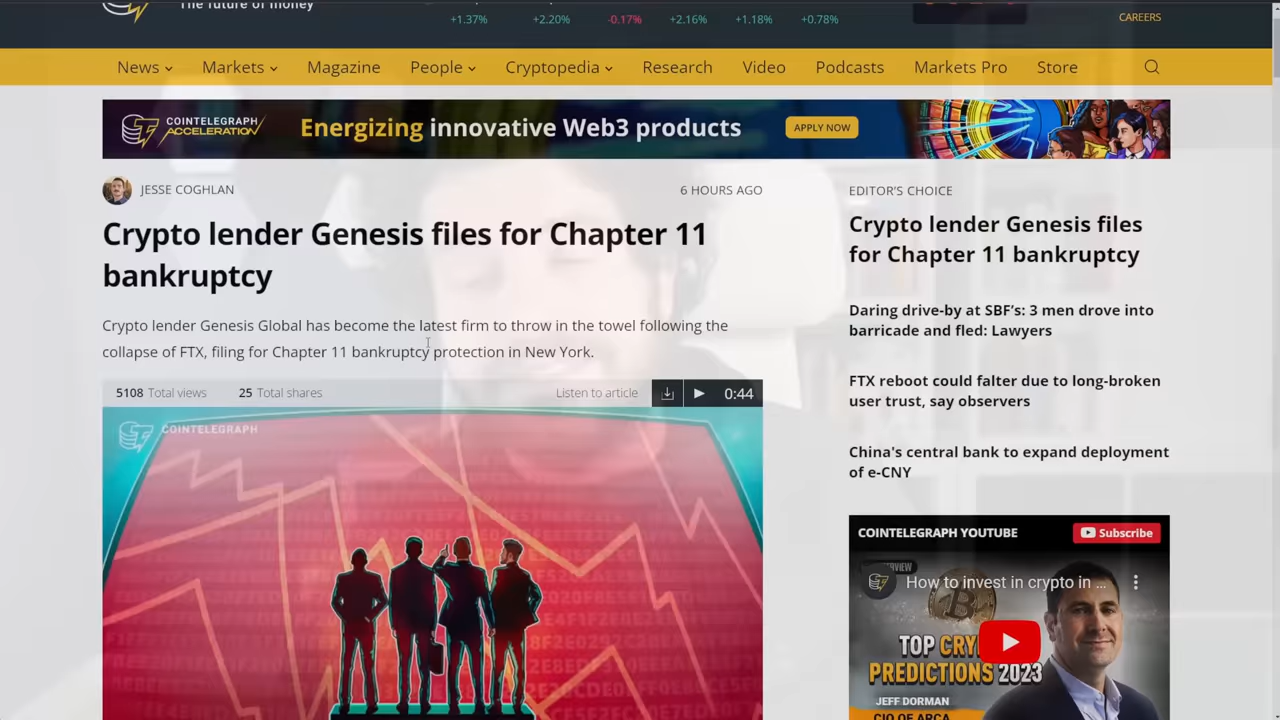 The future of money
+1.37%
+2.20%
-0.17%
+2.16%
+1.18%
+0.78%
CAREERS
News
Markets
Magazine
People
Cryptopedia
Research
Video
Podcasts
Markets Pro
Store
COINTELEGRAPH
ACCELERATION
Energizing innovative Web3 products
APPLY NOW
JESSE COGHLAN
6 HOURS AGO
Crypto lender Genesis files for Chapter 11
bankruptcy
Crypto lender Genesis Global has become the latest firm to throw in the towel following the
collapse of FTX, filing for Chapter 11 bankruptcy protection in New York.
5108 Total views
25 Total shares
Listen to article
0:44
COINTELEGRAPH
EDITOR'S CHOICE
Crypto lender Genesis files
for Chapter 11 bankruptcy
Daring drive-by at SBF’s: 3 men drove into
barricade and fled: Lawyers
FTX reboot could falter due to long-broken
user trust, say observers
China's central bank to expand deployment
of e-CNY
COINTELEGRAPH YOUTUBE
Subscribe
How to invest in crypto in ...
TOP CRY
PREDICTIONS 2023
JEFF DORMAN
CIO OF ARCA